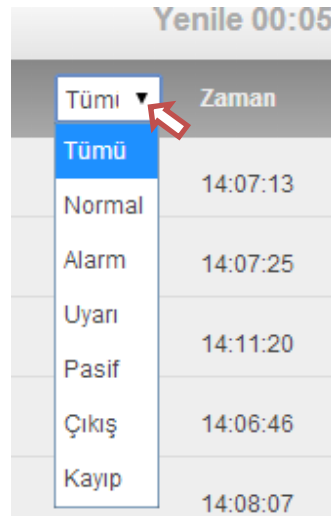 Yenile 00:05
Tümü Zaman
Tümü
Normal 14:07:13
Alarm 14:07:25
Uyarı
Pasif 14:11:20
Çıkış 14:06:46
Kayıp
14:08:07